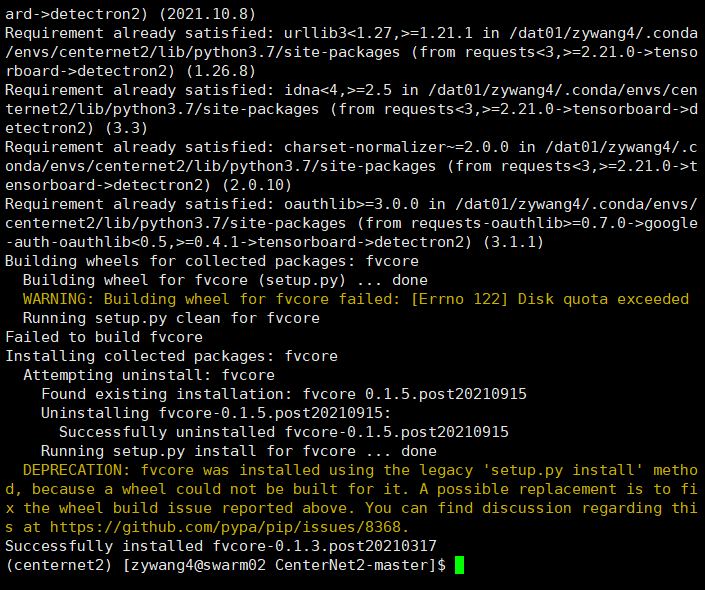 ard->detectron2) (2021.10.8)
Requirement already satisfied: urllib3<1.27,>=1.21.1 in /dat01/zywang4/.conda
/envs/centernet2/lib/python3.7/site-packages (from requests<3,>=2.21.0->tenso
rboard->detectron2) (1.26.8)
Requirement already satisfied: idna<4,>=2.5 in /dat01/zywang4/.conda/envs/cen
ternet2/lib/python3.7/site-packages (from requests<3,>=2.21.0->tensorboard->d
etectron2) (3.3)
Requirement already satisfied: charset-normalizer~=2.0.0 in /dat01/zywang4/.c
onda/envs/centernet2/lib/python3.7/site-packages (from requests<3,>=2.21.0->t
ensorboard->detectron2) (2.0.10)
Requirement already satisfied: oauthlib>=3.0.0 in /dat01/zywang4/.conda/envs/
centernet2/lib/python3.7/site-packages (from requests-oauthlib>=0.7.0->google
-auth-oauthlib<0.5,>=0.4.1->tensorboard->detectron2) (3.1.1)
Building wheels for collected packages: fvcore
  Building wheel for fvcore (setup.py) ... done
  WARNING: Building wheel for fvcore failed: [Errno 122] Disk quota exceeded
  Running setup.py clean for fvcore
Failed to build fvcore
Installing collected packages: fvcore
  Attempting uninstall: fvcore
    Found existing installation: fvcore 0.1.5.post20210915
    Uninstalling fvcore-0.1.5.post20210915:
      Successfully uninstalled fvcore-0.1.5.post20210915
    Running setup.py install for fvcore ... done
  DEPRECATION: fvcore was installed using the legacy 'setup.py install' metho
d, because a wheel could not be built for it. A possible replacement is to fi
x the wheel build issue reported above. You can find discussion regarding thi
s at https://github.com/pypa/pip/issues/8368.
Successfully installed fvcore-0.1.3.post20210317
(centernet2) [zywang4@swarm02 CenterNet2-master]$